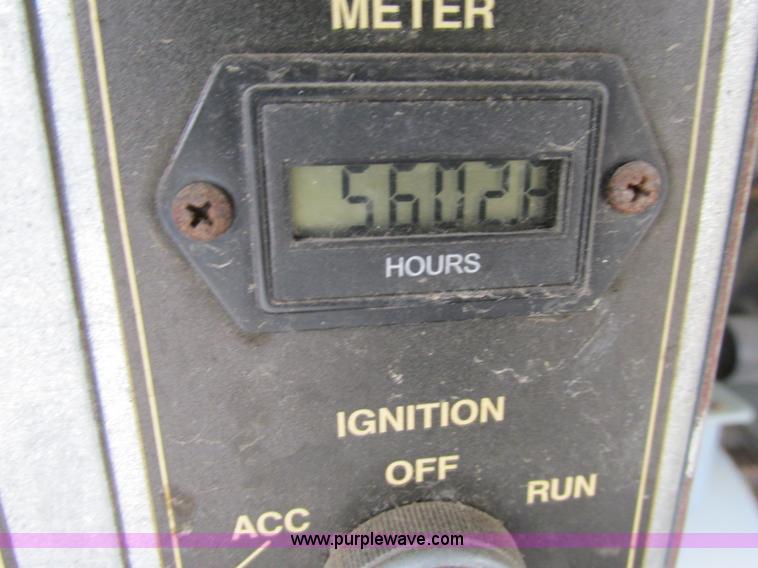 METER
HOURS
IGNITION
OFF
RUN
ACC
www.purplewave.com